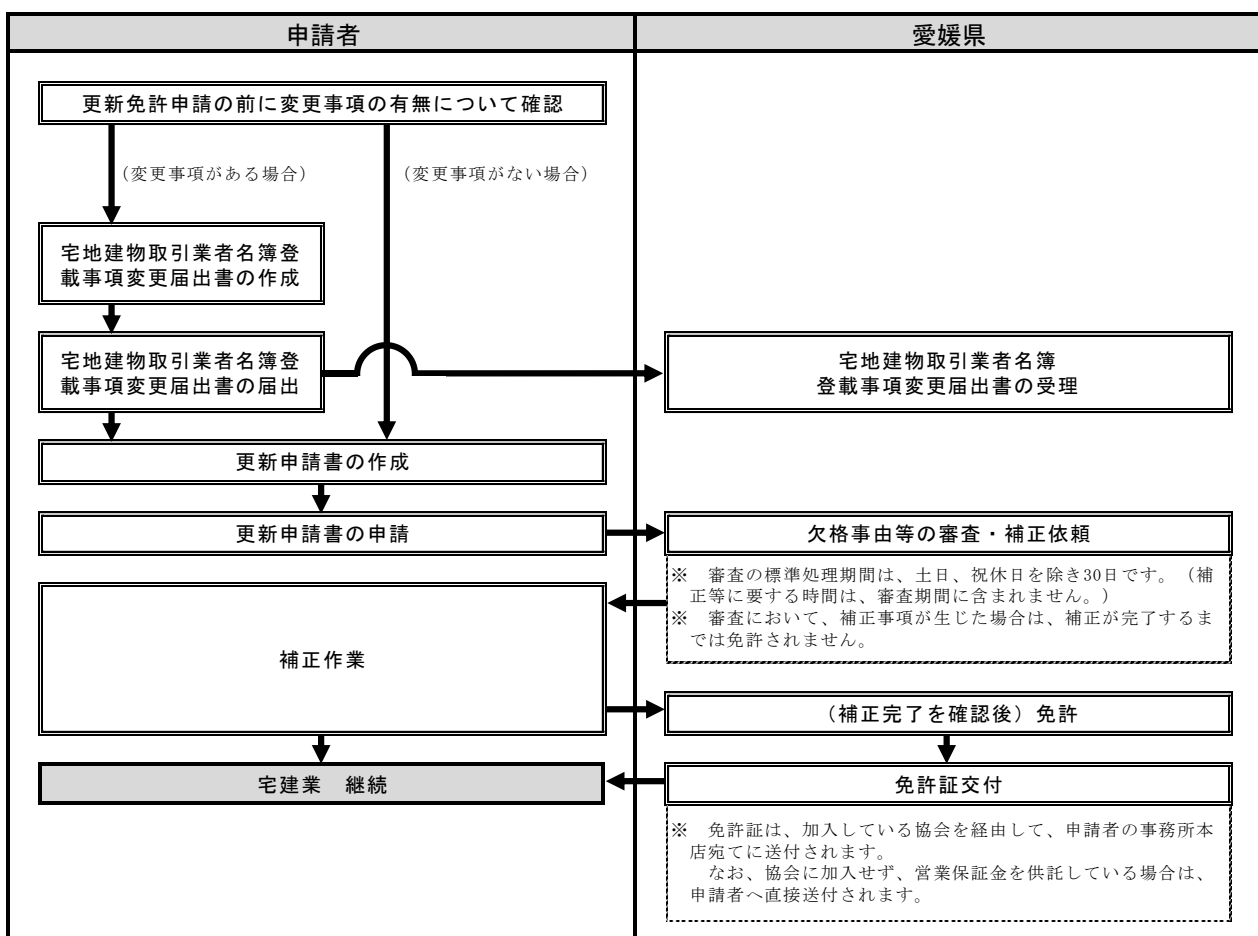 申請者
愛媛県
更新免許申請の前に変更事項の有無について確認
（変更事項がある場合）
（変更事項がない場合）
宅地建物取引業者名簿登
載事項変更届出書の作成
宅地建物取引業者名簿登
載事項変更届出書の届出
宅地建物取引業者名簿
登載事項変更届出書の受理
更新申請書の作成
更新申請書の申請
欠格事由等の審査・補正依頼
※　審査の標準処理期間は、土日、祝休日を除き30日です。（補
正等に要する時間は、審査期間に含まれません。）
※　審査において、補正事項が生じた場合は、補正が完了するま
では免許されません。
補正作業
（補正完了を確認後）免許
宅建業　継続
免許証交付
※　免許証は、加入している協会を経由して、申請者の事務所本
店宛てに送付されます。
なお、協会に加入せず、営業保証金を供託している場合は、
申請者へ直接送付されます。